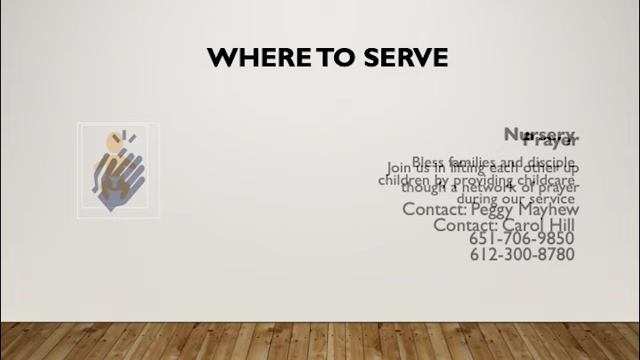 WHERE TO SERVE
Nursery
Prayer
Bless families and disciple
Join us in lifting each other up
children by providing childcare
though a network of prayer
during our service
Contact: Peggy Mayhew
Contact: Carol Hill
651-706-9850
612-300-8780